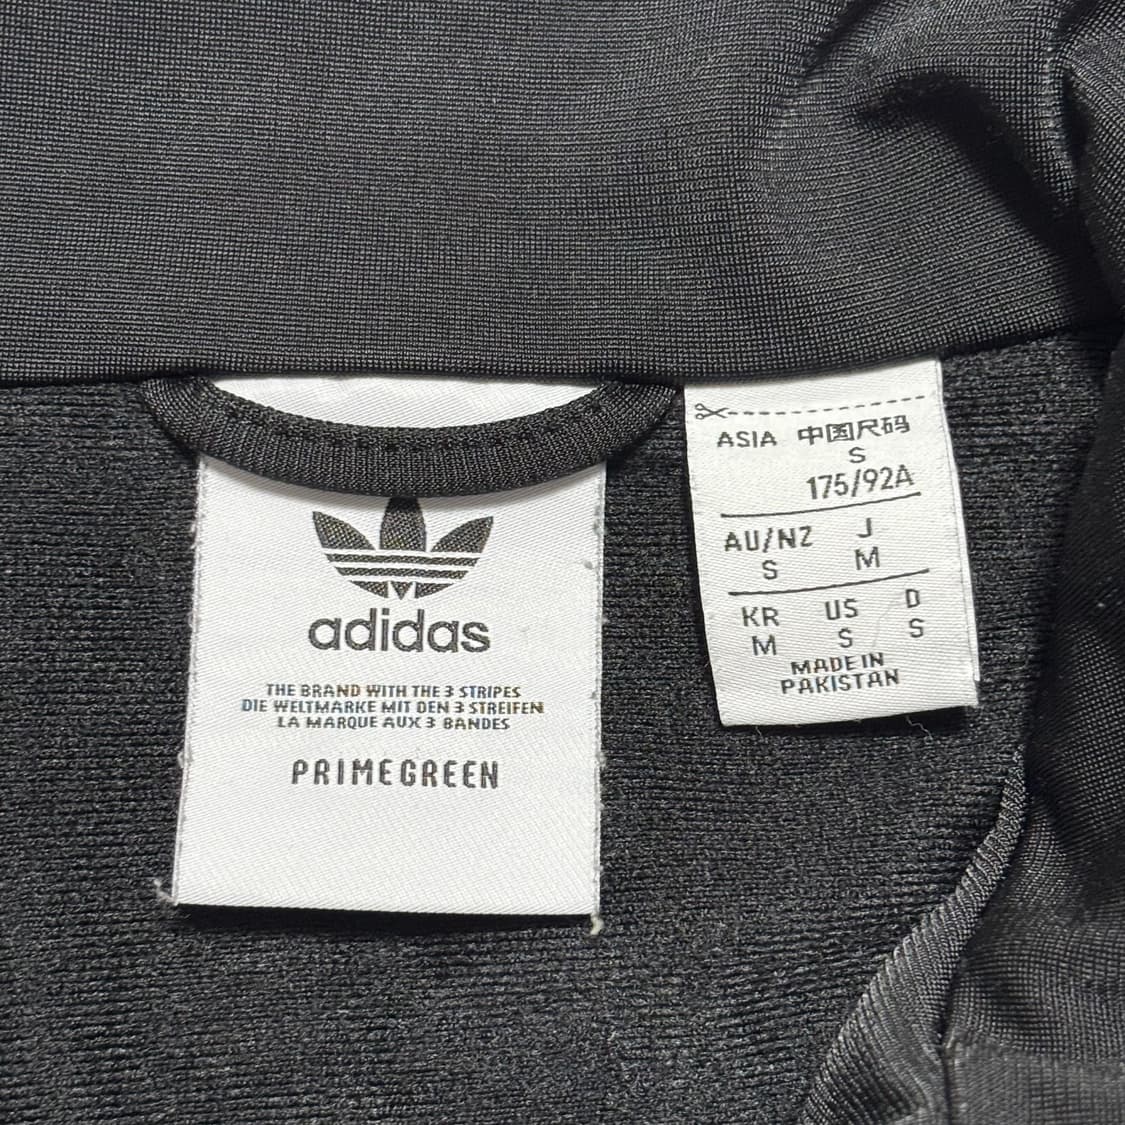 adidas
THE BRAND WITH THE 3 STRIPES
DIE WELTMARKE MIT DEN 3 STREIFEN
LA MARQUE AUX 3 BANDES
PRIMEGREEN
ASIA 中国尺码
S
175/92A
AU/NZ J
S M
KR US D
M S S
MADE IN
PAKISTAN